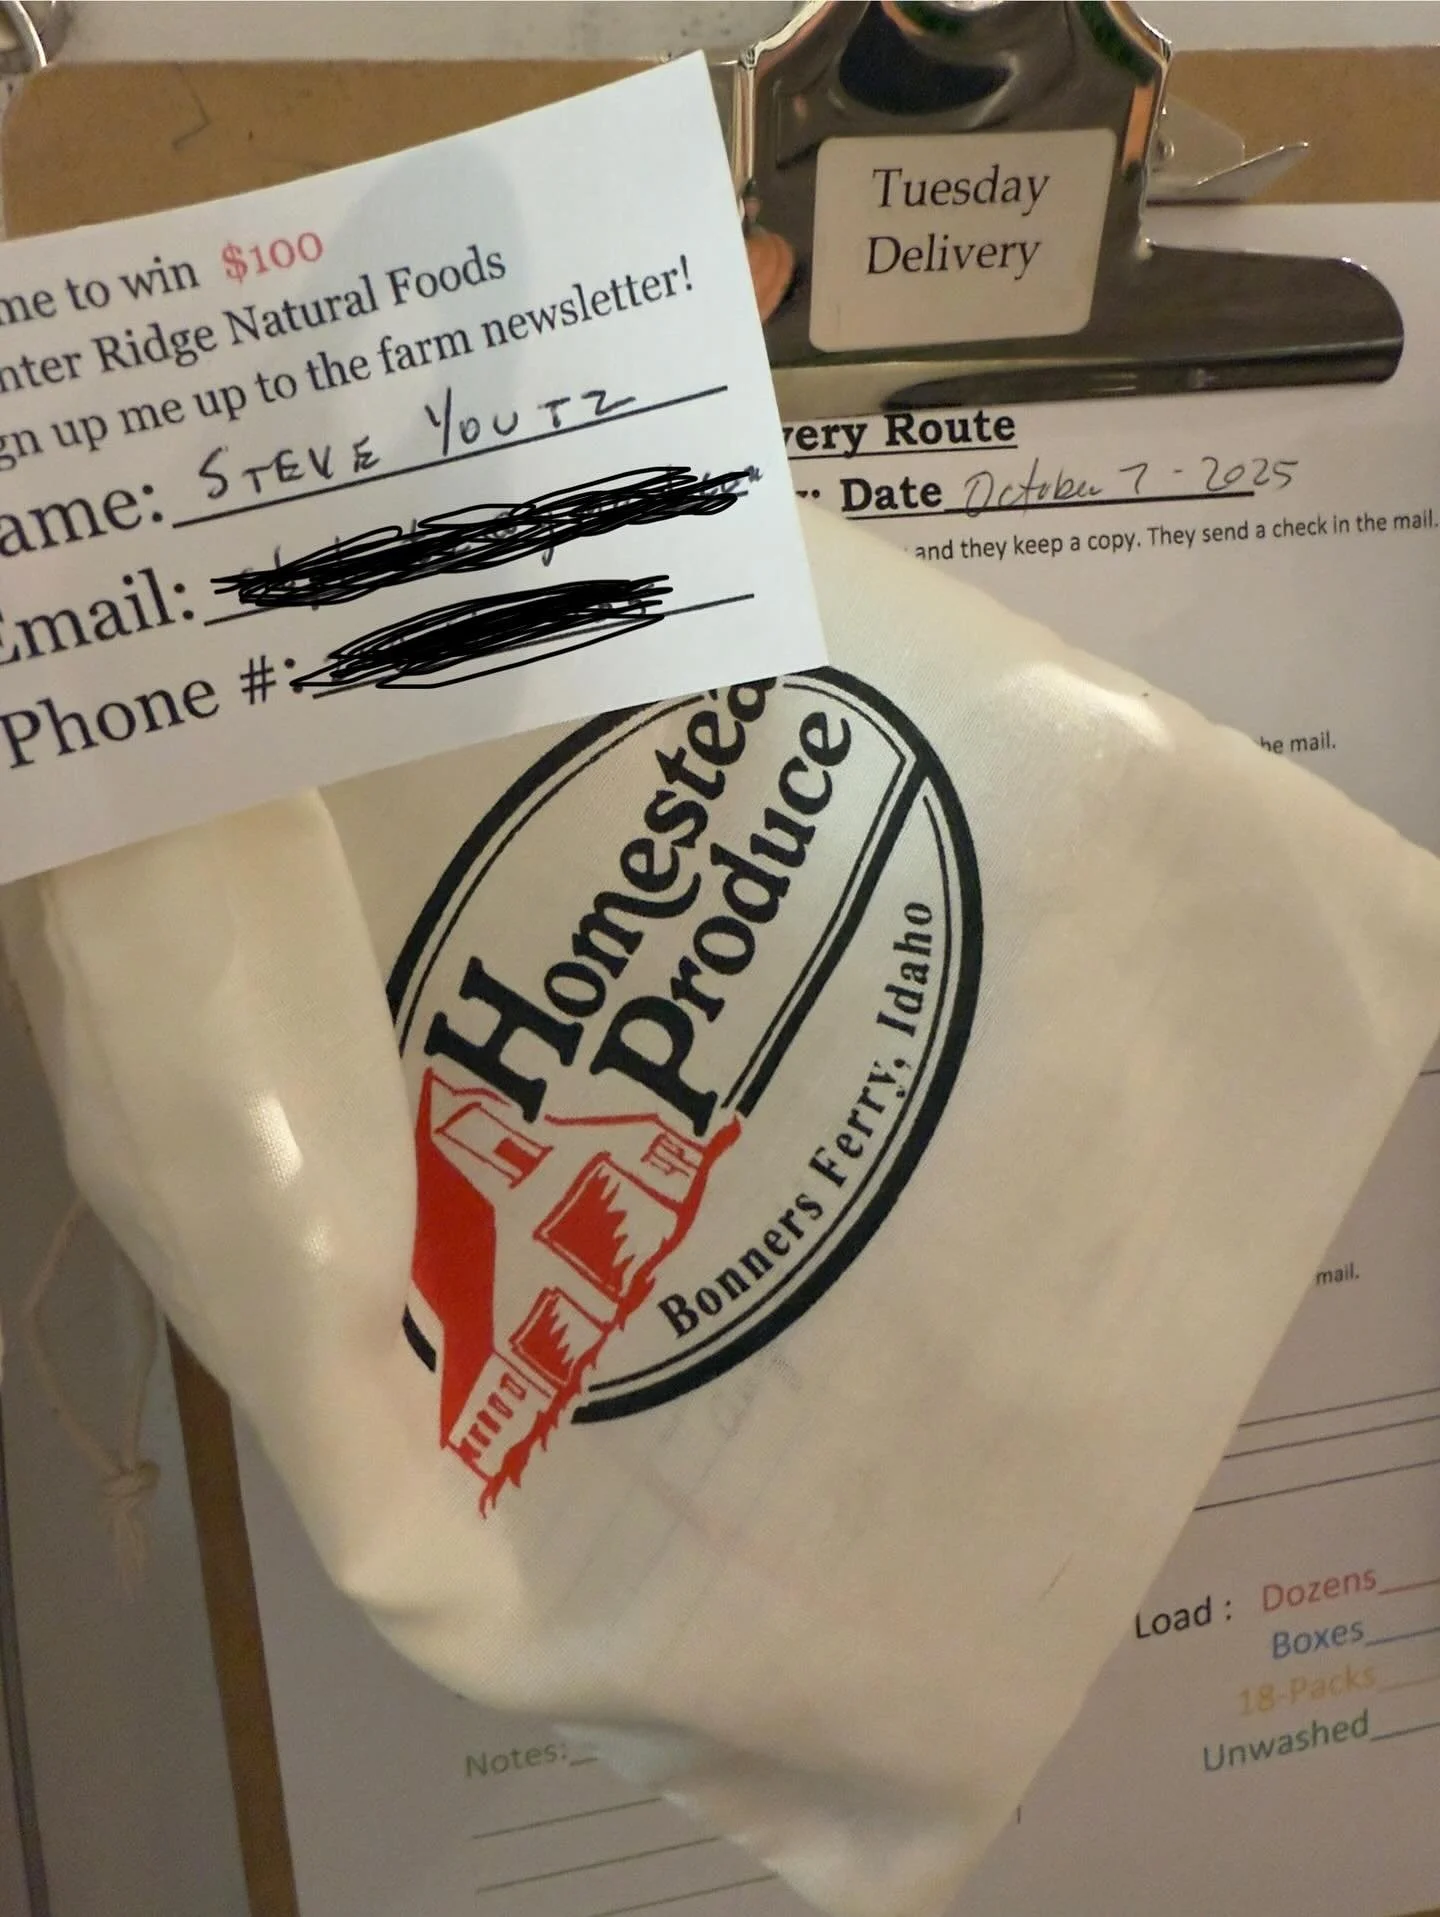 me to win $100
nter Ridge Natural Foods
gn up me up to the farm newsletter!
ame: STEVE YOUTZ
Email:
Phone #:
Tuesday
Delivery
very Route
Date October 7-2025
and they keep a copy. They send a check in the mail.
he mail.
Homestea
Produce
Bonners Ferry, Idaho
mail.
Load : Dozens
Boxes
18-Packs
Unwashed
Notes: